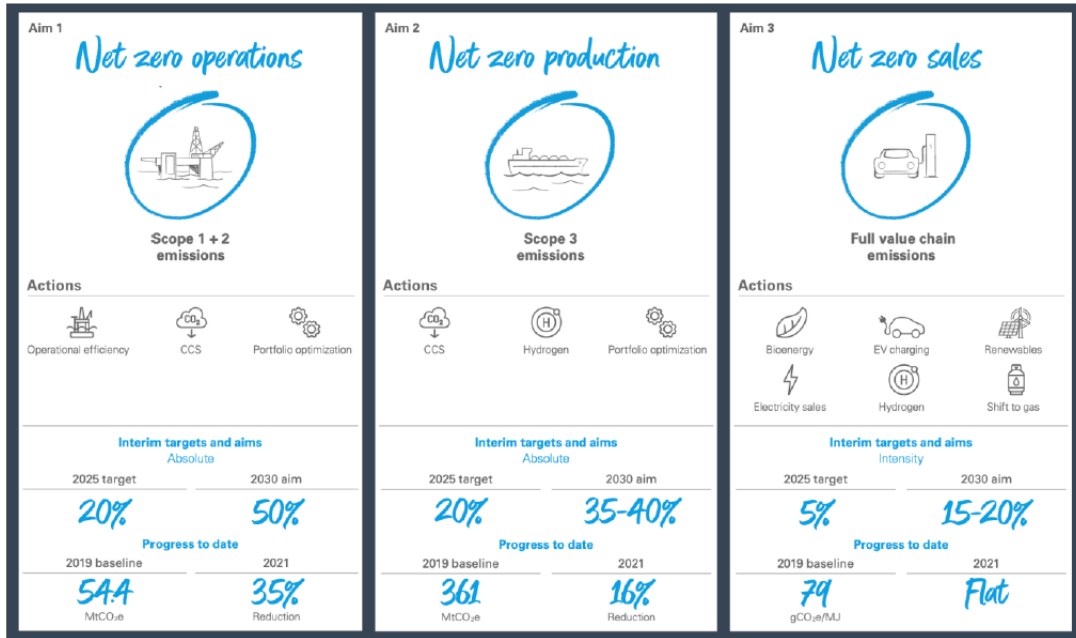 Aim 1
Net zero operations
Scope 1 + 2
emissions
Actions
CO₂
Operational efficiency
CCS
Portfolio optimization
Interim targets and aims
Absolute
2025 target
2030 aim
20%
50%
Progress to date
2019 baseline
2021
54.4
35%
MtCO₂e
Reduction
Aim 2
Net zero production
Scope 3
emissions
Actions
CO₂
H
CCS
Hydrogen
Portfolio optimization
Interim targets and aims
Absolute
2025 target
2030 aim
20%
35-40%
Progress to date
2019 baseline
2021
361
16%
MtCO₂e
Reduction
Aim 3
Net zero sales
Full value chain
emissions
Actions
Bioenergy
EV charging
Renewables
H
Electricity sales
Hydrogen
Shift to gas
Interim targets and aims
Intensity
2025 target
2030 aim
5%
15-20%
Progress to date
2019 baseline
2021
79
Flat
gCO₂e/MJ